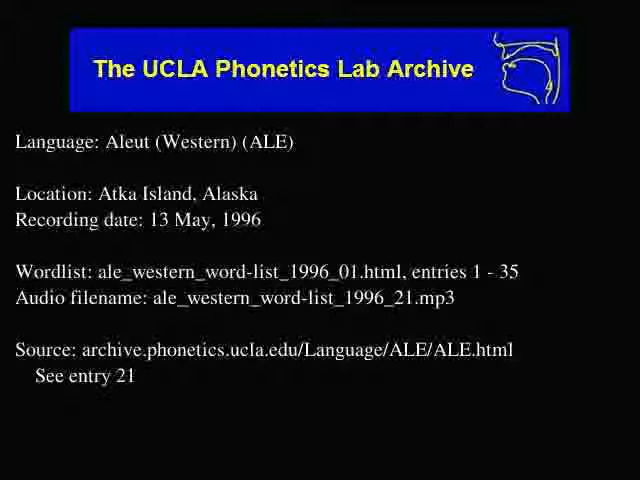 The UCLA Phonetics Lab Archive
Language: Aleut (Western) (ALE)
Location: Atka Island, Alaska
Recording date: 13 May, 1996
Wordlist: ale_western_word-list_1996_01.html, entries 1 - 35
Audio filename: ale_western_word-list_1996_21.mp3
Source: archive.phonetics.ucla.edu/Language/ALE/ALE.html
See entry 21